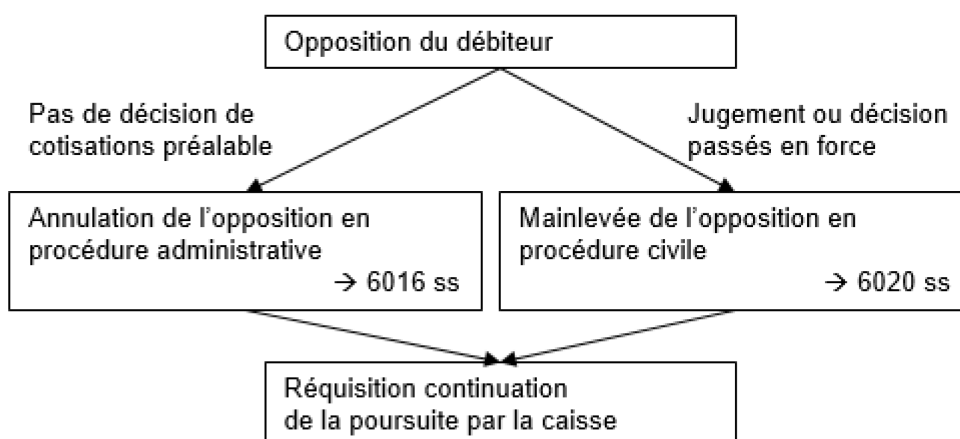 Opposition du débiteur
Pas de décision de
cotisations préalable
Jugement ou décision
passés en force
Annulation de l'opposition en
procédure administrative
→ 6016 ss
Mainlevée de l'opposition en
procédure civile
→ 6020 ss
Réquisition continuation
de la poursuite par la caisse